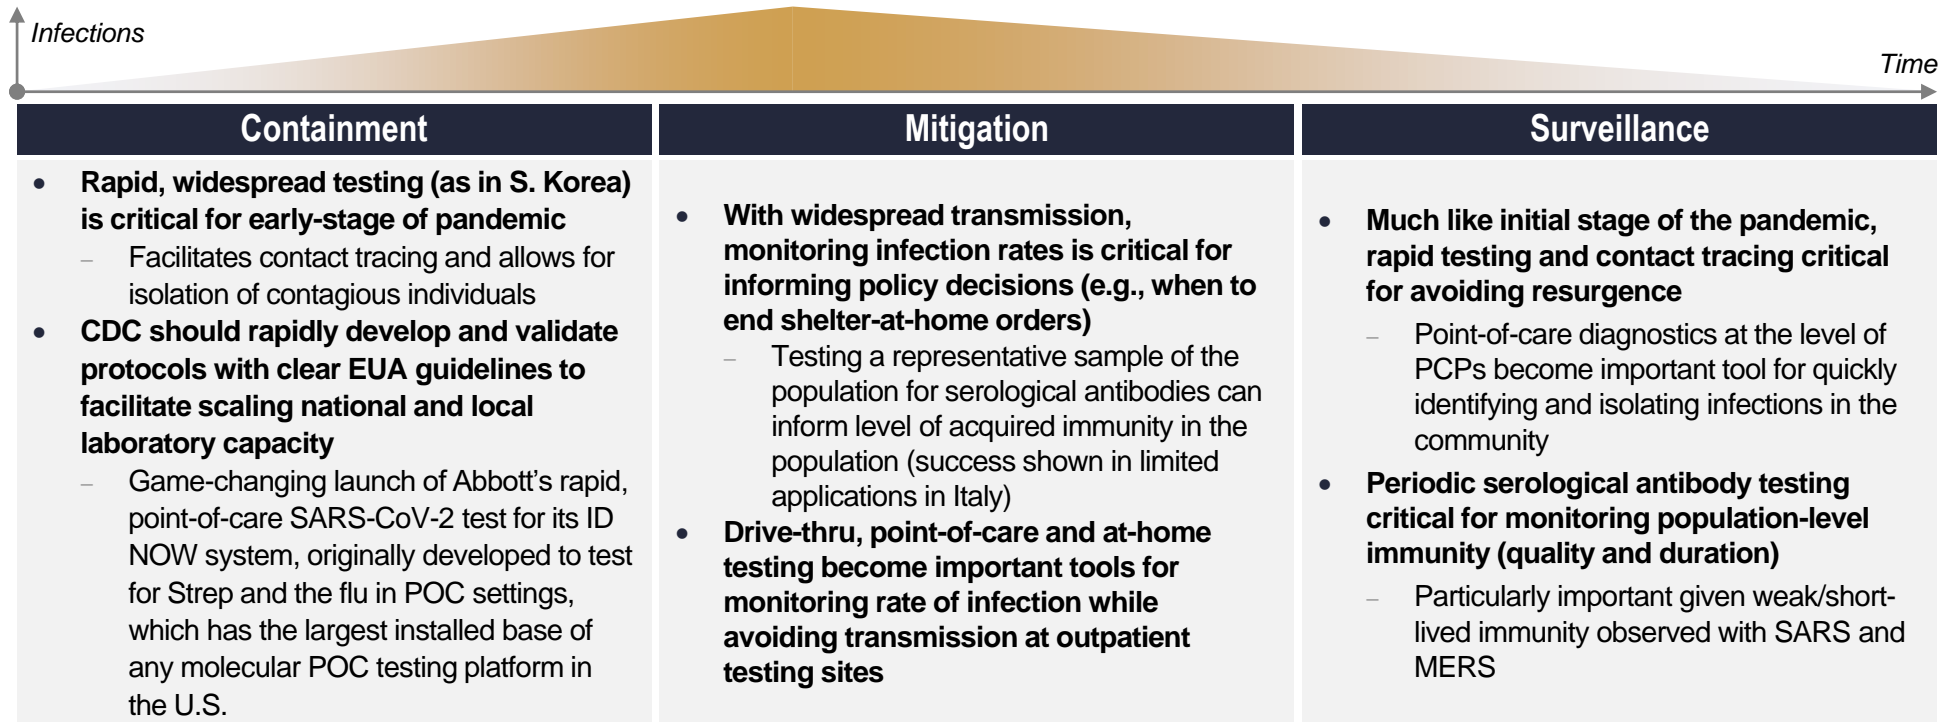 Infections
Time
Containment
• Rapid, widespread testing (as in S. Korea)
is critical for early-stage of pandemic
– Facilitates contact tracing and allows for
isolation of contagious individuals
• CDC should rapidly develop and validate
protocols with clear EUA guidelines to
facilitate scaling national and local
laboratory capacity
– Game-changing launch of Abbott's rapid,
point-of-care SARS-CoV-2 test for its ID
NOW system, originally developed to test
for Strep and the flu in POC settings,
which has the largest installed base of
any molecular POC testing platform in
the U.S.
Mitigation
• With widespread transmission,
monitoring infection rates is critical for
informing policy decisions (e.g., when to
end shelter-at-home orders)
– Testing a representative sample of the
population for serological antibodies can
inform level of acquired immunity in the
population (success shown in limited
applications in Italy)
• Drive-thru, point-of-care and at-home
testing become important tools for
monitoring rate of infection while
avoiding transmission at outpatient
testing sites
Surveillance
• Much like initial stage of the pandemic,
rapid testing and contact tracing critical
for avoiding resurgence
– Point-of-care diagnostics at the level of
PCPs become important tool for quickly
identifying and isolating infections in the
community
• Periodic serological antibody testing
critical for monitoring population-level
immunity (quality and duration)
– Particularly important given weak/short-
lived immunity observed with SARS and
MERS